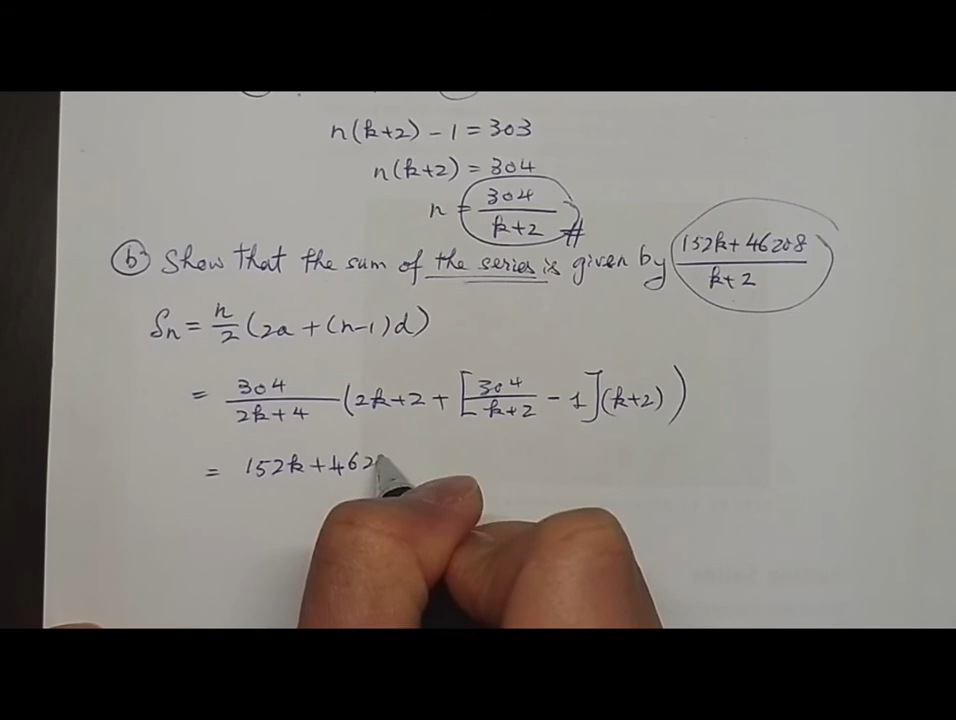 n(k+2) - 1 = 303
n(k+2) = 304
n = 304/(k+2) #
(b) Show that the sum of the series is given by (152k+46208)/(k+2)
Sn = n/2 (2a + (n-1)d)
= 304/(2k+4) (2k+2 + [304/(k+2) - 1](k+2))
= 152k+462